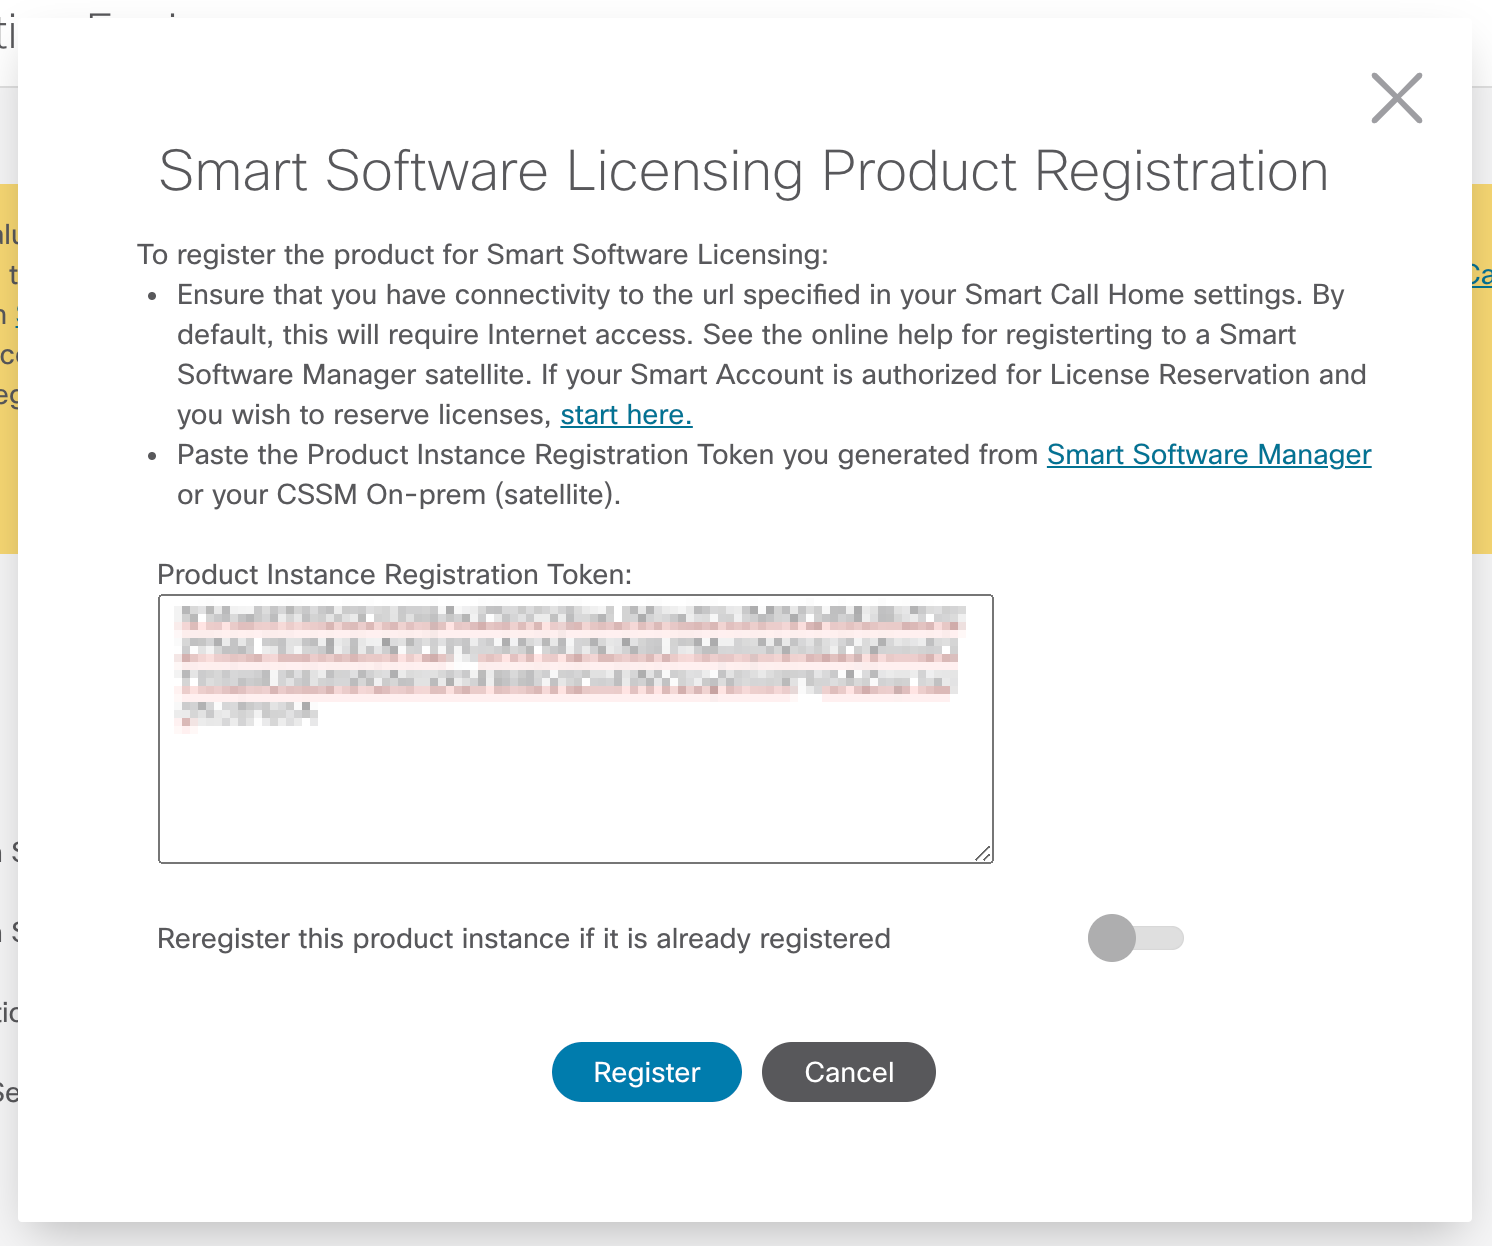 Smart Software Licensing Product Registration
To register the product for Smart Software Licensing:
• Ensure that you have connectivity to the url specified in your Smart Call Home settings. By
default, this will require Internet access. See the online help for registerting to a Smart
Software Manager satellite. If your Smart Account is authorized for License Reservation and
you wish to reserve licenses, start here.
• Paste the Product Instance Registration Token you generated from Smart Software Manager
or your CSSM On-prem (satellite).
Product Instance Registration Token:
Reregister this product instance if it is already registered
Register Cancel